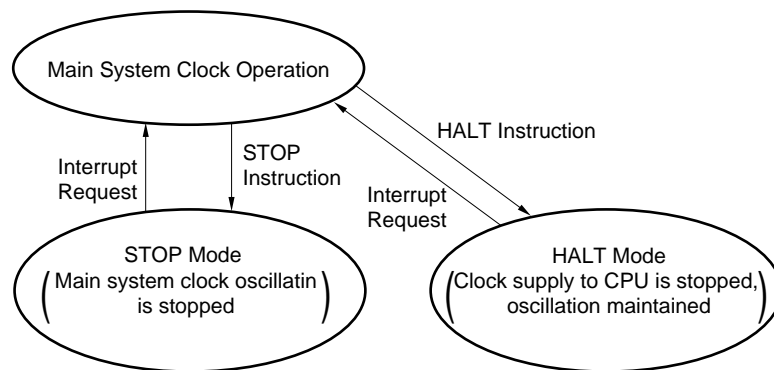 Main System Clock Operation
HALT Instruction
STOP
Instruction
Interrupt
Request
Interrupt
Request
STOP Mode
(Main system clock oscillatin
is stopped)
HALT Mode
(Clock supply to CPU is stopped,
oscillation maintained)